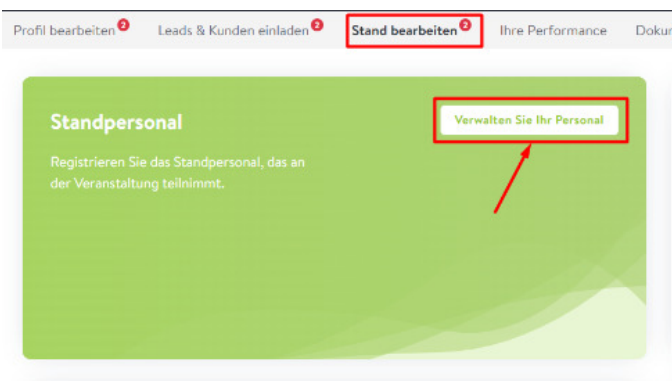 Profil bearbeiten 2 Leads & Kunden einladen 2 Stand bearbeiten 2 Ihre Performance
Standpersonal
Verwalten Sie Ihr Personal
Registrieren Sie das Standpersonal, das an
der Veranstaltung teilnimmt.